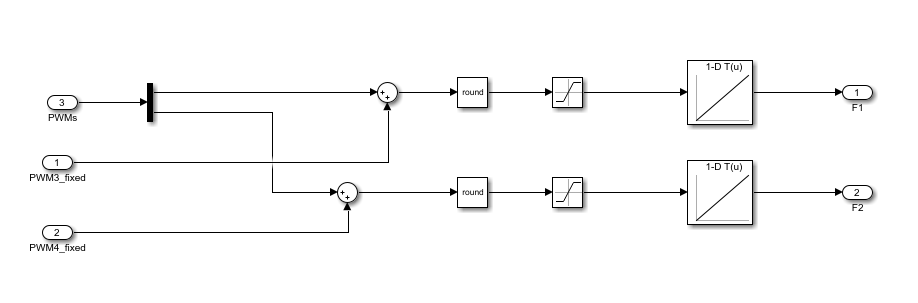 3
PWMs
1
PWM3_fixed
2
PWM4_fixed
++
++
round
round
1-D T(u)
1-D T(u)
1
F1
2
F2